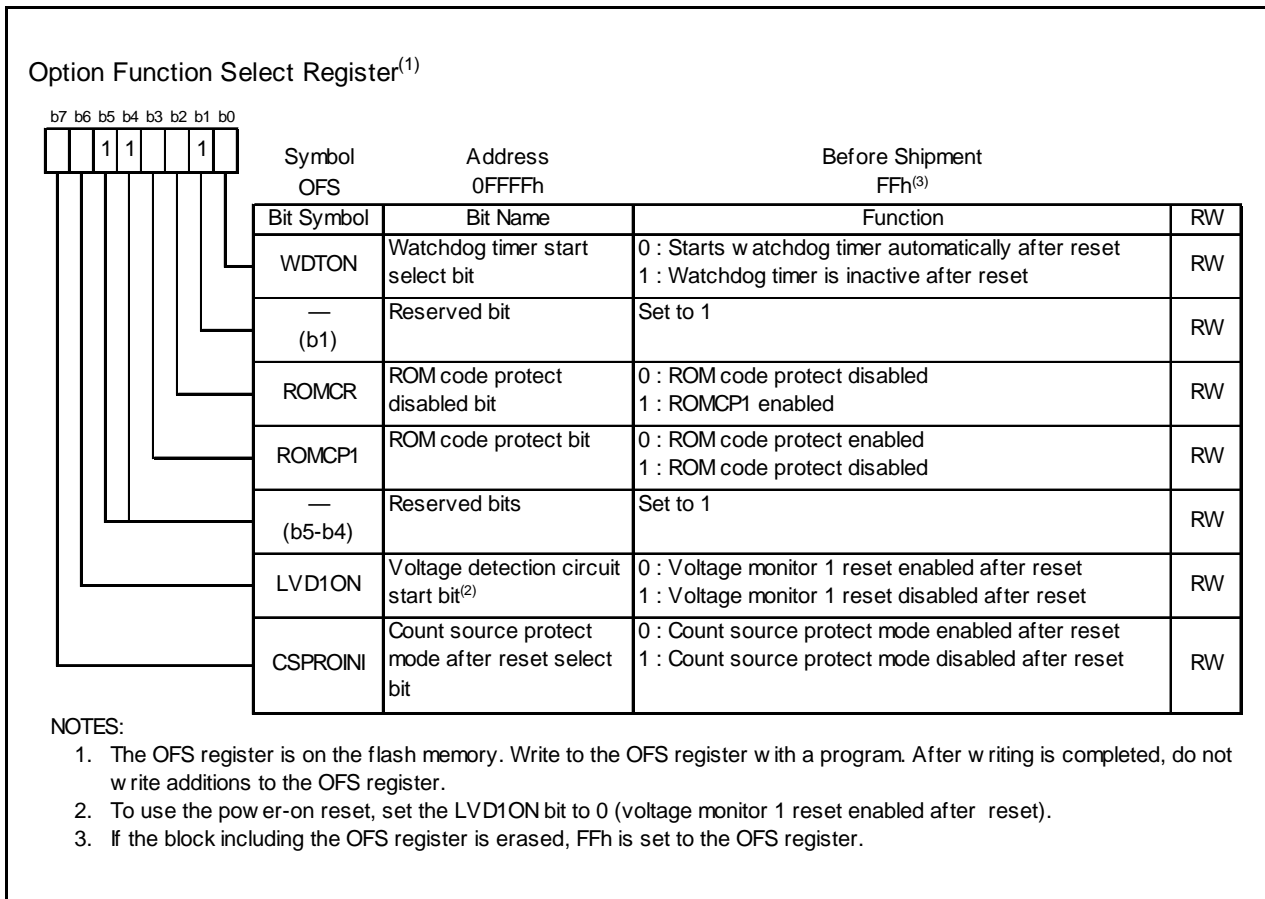 Option Function Select Register(1)
b7 b6 b5 b4 b3 b2 b1 b0
1 1 1
Symbol Address Before Shipment
OFS 0FFFFh FFh(3)
Bit Symbol Bit Name Function RW
WDTON Watchdog timer start select bit 0 : Starts watchdog timer automatically after reset RW
1 : Watchdog timer is inactive after reset
— (b1) Reserved bit Set to 1 RW
ROMCR ROM code protect disabled bit 0 : ROM code protect disabled RW
1 : ROMCP1 enabled
ROMCP1 ROM code protect bit 0 : ROM code protect enabled RW
1 : ROM code protect disabled
— (b5-b4) Reserved bits Set to 1 RW
LVD1ON Voltage detection circuit start bit(2) 0 : Voltage monitor 1 reset enabled after reset RW
1 : Voltage monitor 1 reset disabled after reset
CSPROINI Count source protect mode after reset select bit 0 : Count source protect mode enabled after reset RW
1 : Count source protect mode disabled after reset
NOTES:
1. The OFS register is on the flash memory. Write to the OFS register with a program. After writing is completed, do not
write additions to the OFS register.
2. To use the power-on reset, set the LVD1ON bit to 0 (voltage monitor 1 reset enabled after reset).
3. If the block including the OFS register is erased, FFh is set to the OFS register.